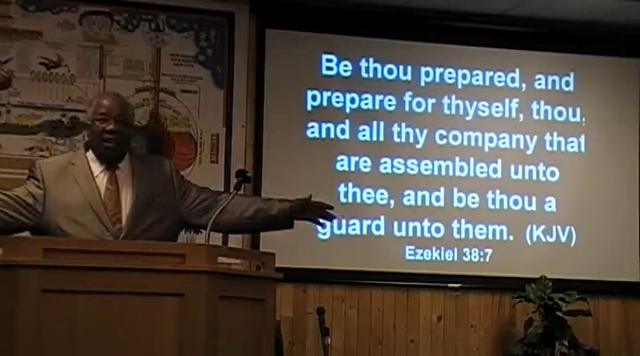 Be thou prepared, and
prepare for thyself, thou,
and all thy company that
are assembled unto
thee, and be thou a
guard unto them. (KJV)
Ezekiel 38:7